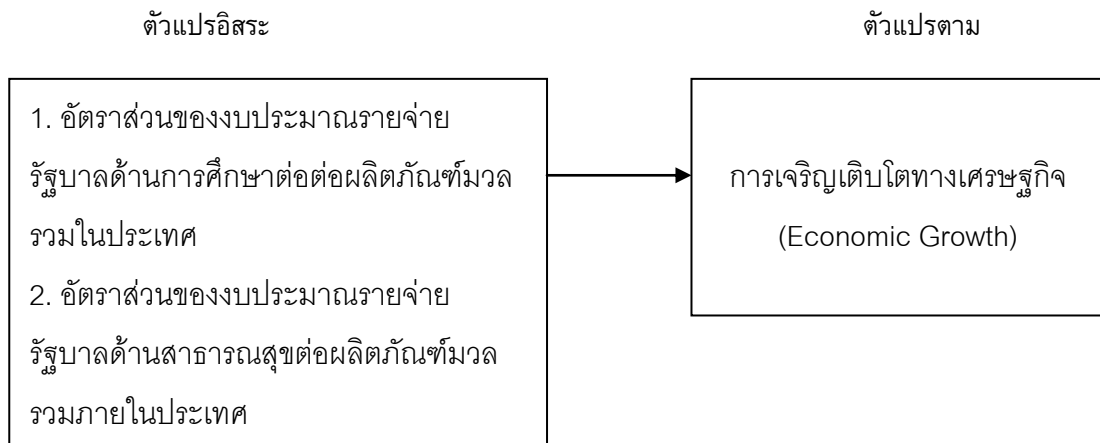 ตัวแปรอิสระ
ตัวแปรตาม
1. อัตราส่วนของงบประมาณรายจ่าย
รัฐบาลด้านการศึกษาต่อต่อผลิตภัณฑ์มวล
รวมในประเทศ
2. อัตราส่วนของงบประมาณรายจ่าย
รัฐบาลด้านสาธารณสุขต่อผลิตภัณฑ์มวล
รวมภายในประเทศ
การเจริญเติบโตทางเศรษฐกิจ
(Economic Growth)